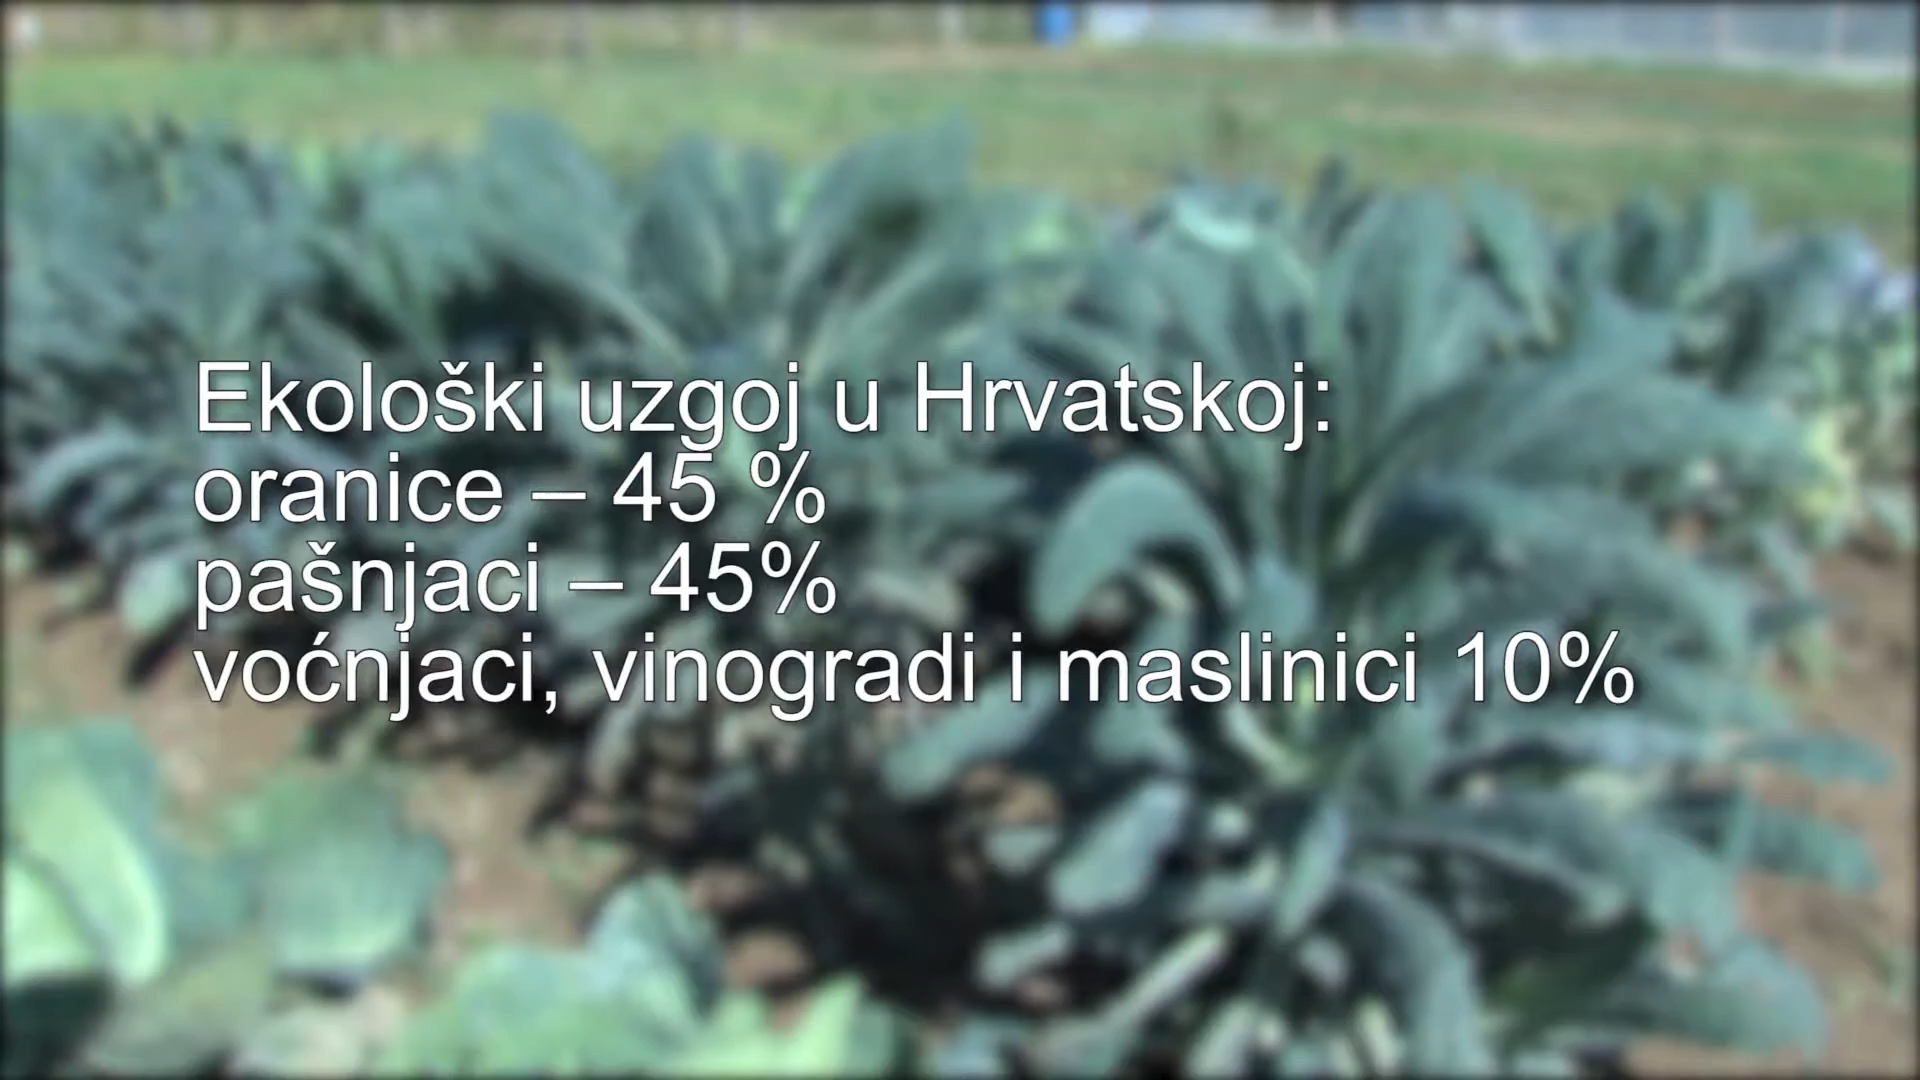 Ekološki uzgoj u Hrvatskoj:
oranice – 45 %
pašnjaci – 45%
voćnjaci, vinogradi i maslinici 10%